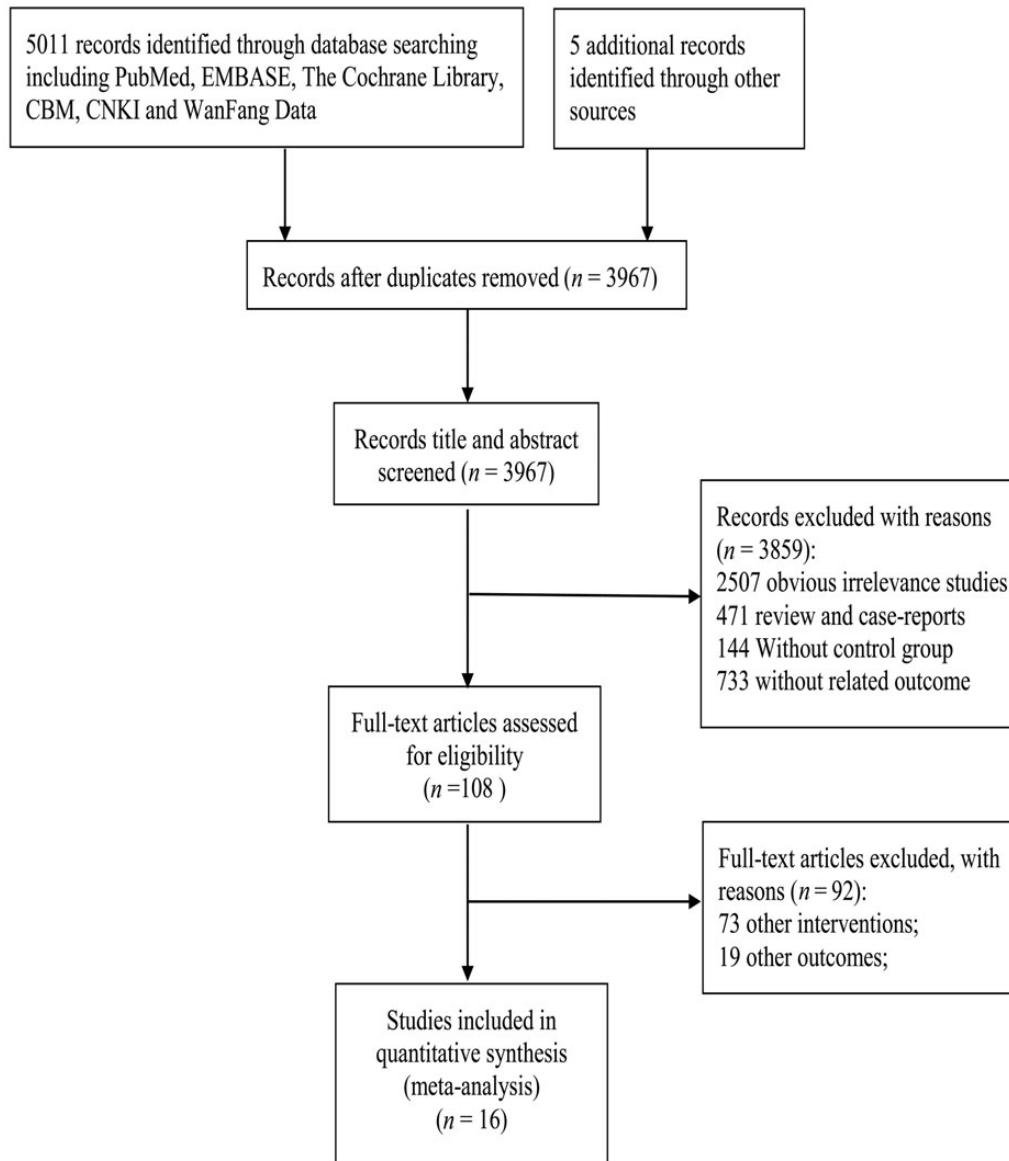 5011 records identified through database searching
including PubMed, EMBASE, The Cochrane Library,
CBM, CNKI and WanFang Data
5 additional records
identified through other
sources
Records after duplicates removed (n = 3967)
Records title and abstract
screened (n = 3967)
Records excluded with reasons
(n = 3859):
2507 obvious irrelevance studies
471 review and case-reports
144 Without control group
733 without related outcome
Full-text articles assessed
for eligibility
(n =108 )
Full-text articles excluded, with
reasons (n = 92):
73 other interventions;
19 other outcomes;
Studies included in
quantitative synthesis
(meta-analysis)
(n = 16)